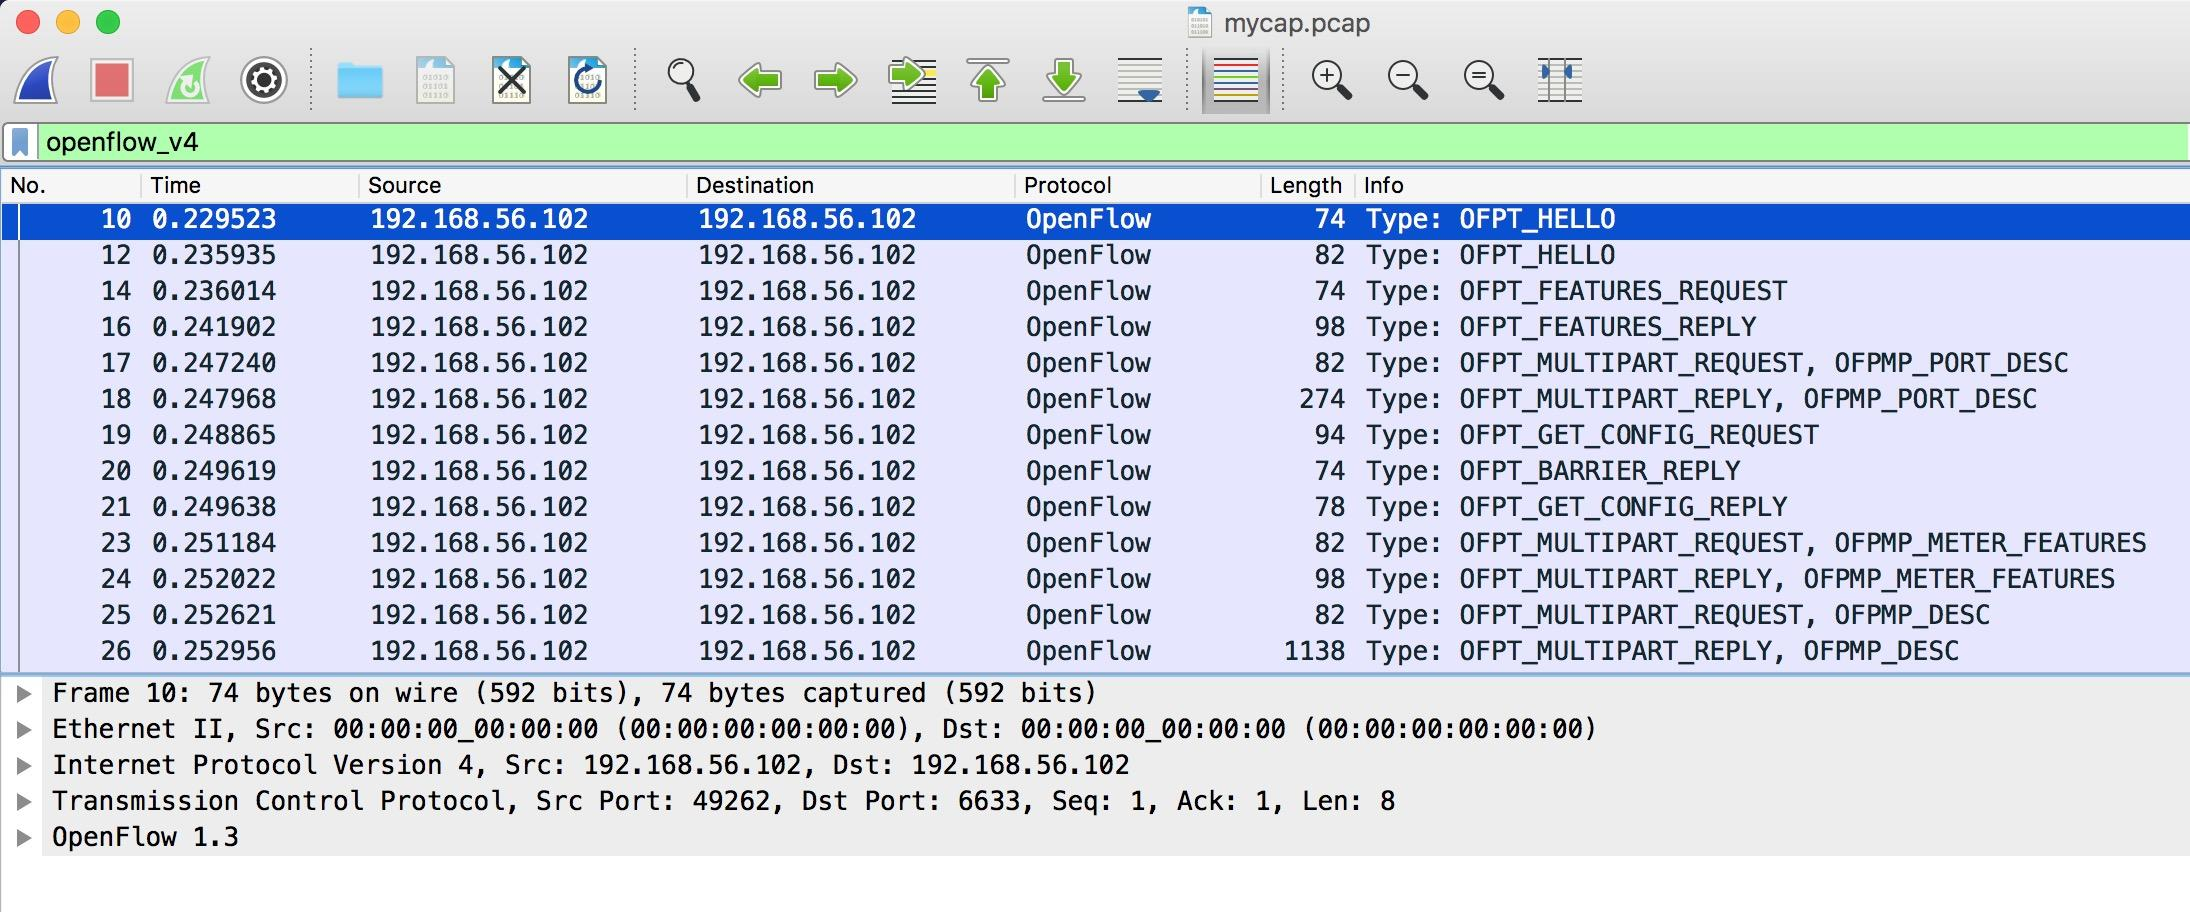 mycap.pcap
openflow_v4
No. Time Source Destination Protocol Length Info
10 0.229523 192.168.56.102 192.168.56.102 OpenFlow 74 Type: OFPT_HELLO
12 0.235935 192.168.56.102 192.168.56.102 OpenFlow 82 Type: OFPT_HELLO
14 0.236014 192.168.56.102 192.168.56.102 OpenFlow 74 Type: OFPT_FEATURES_REQUEST
16 0.241902 192.168.56.102 192.168.56.102 OpenFlow 98 Type: OFPT_FEATURES_REPLY
17 0.247240 192.168.56.102 192.168.56.102 OpenFlow 82 Type: OFPT_MULTIPART_REQUEST, OFPMP_PORT_DESC
18 0.247968 192.168.56.102 192.168.56.102 OpenFlow 274 Type: OFPT_MULTIPART_REPLY, OFPMP_PORT_DESC
19 0.248865 192.168.56.102 192.168.56.102 OpenFlow 94 Type: OFPT_GET_CONFIG_REQUEST
20 0.249619 192.168.56.102 192.168.56.102 OpenFlow 74 Type: OFPT_BARRIER_REPLY
21 0.249638 192.168.56.102 192.168.56.102 OpenFlow 78 Type: OFPT_GET_CONFIG_REPLY
23 0.251184 192.168.56.102 192.168.56.102 OpenFlow 82 Type: OFPT_MULTIPART_REQUEST, OFPMP_METER_FEATURES
24 0.252022 192.168.56.102 192.168.56.102 OpenFlow 98 Type: OFPT_MULTIPART_REPLY, OFPMP_METER_FEATURES
25 0.252621 192.168.56.102 192.168.56.102 OpenFlow 82 Type: OFPT_MULTIPART_REQUEST, OFPMP_DESC
26 0.252956 192.168.56.102 192.168.56.102 OpenFlow 1138 Type: OFPT_MULTIPART_REPLY, OFPMP_DESC
Frame 10: 74 bytes on wire (592 bits), 74 bytes captured (592 bits)
Ethernet II, Src: 00:00:00_00:00:00 (00:00:00:00:00:00), Dst: 00:00:00_00:00:00 (00:00:00:00:00:00)
Internet Protocol Version 4, Src: 192.168.56.102, Dst: 192.168.56.102
Transmission Control Protocol, Src Port: 49262, Dst Port: 6633, Seq: 1, Ack: 1, Len: 8
OpenFlow 1.3